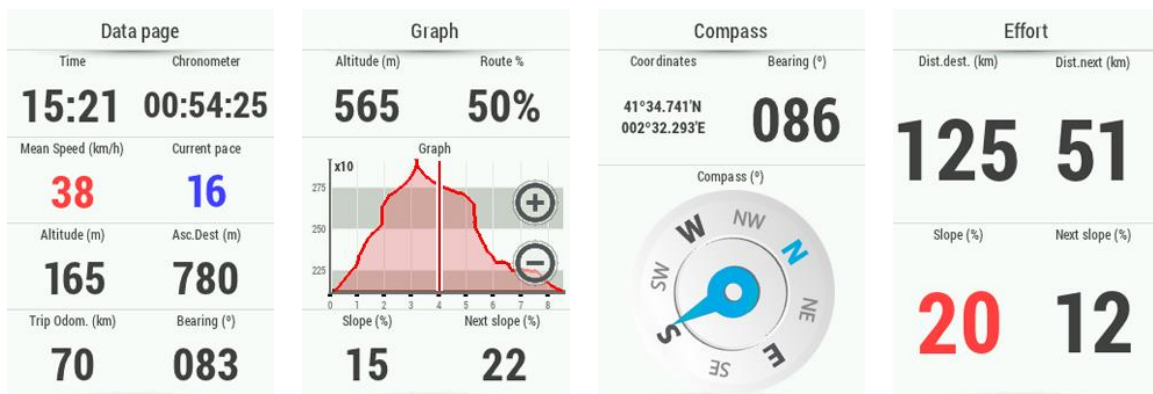 Data page
Time Chronometer
15:21 00:54:25
Mean Speed (km/h) Current pace
38 16
Altitude (m) Asc.Dest (m)
165 780
Trip Odom. (km) Bearing (º)
70 083
Graph
Altitude (m) Route %
565 50%
Graph
x10
275
250
225
0 1 2 3 4 5 6 7 8
Slope (%) Next slope (%)
15 22
Compass
Coordinates Bearing (º)
41°34.741'N
002°32.293'E
086
Compass (º)
W NW N
SW NE
S SE E
Effort
Dist.dest. (km) Dist.next (km)
125 51
Slope (%) Next slope (%)
20 12